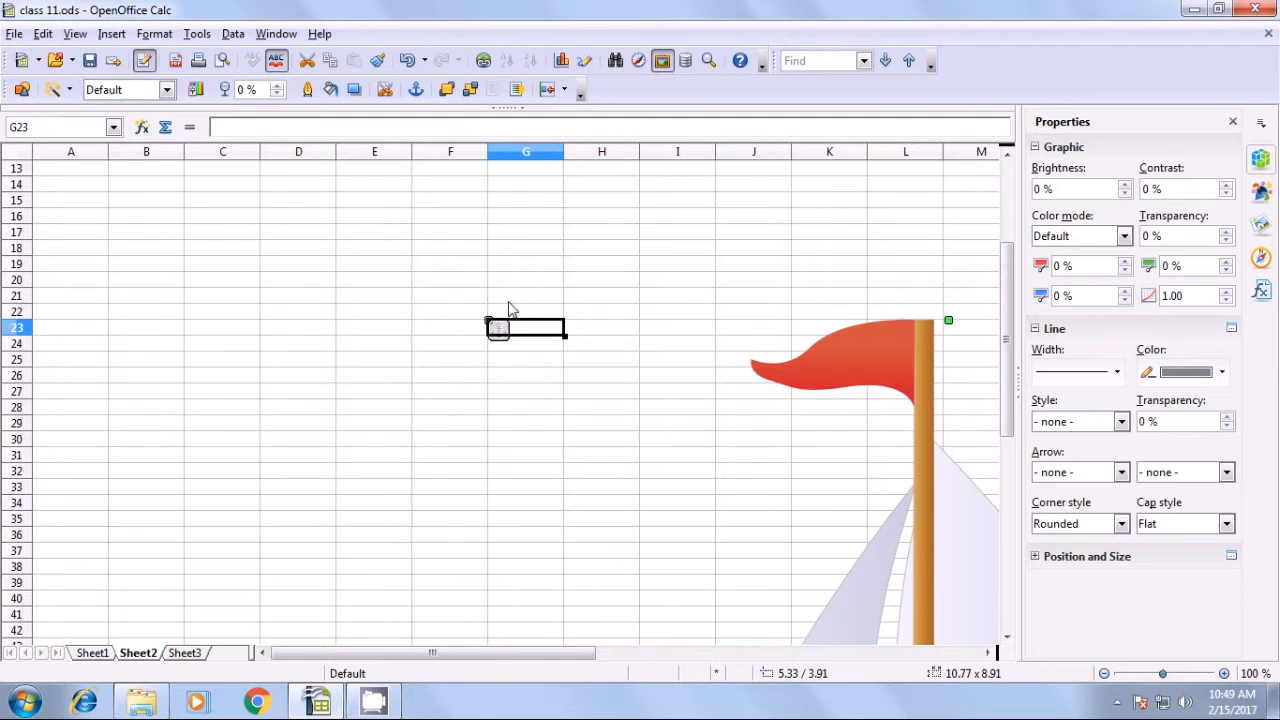 class 11.ods - OpenOffice Calc
File Edit View Insert Format Tools Data Window Help
Find
Default 0 %
G23
A B C D E F G H I J K L M
13
14
15
16
17
18
19
20
21
22
23
24
25
26
27
28
29
30
31
32
33
34
35
36
37
38
39
40
41
42
Properties
Graphic
Brightness: Contrast:
0 % 0 %
Color mode: Transparency:
Default 0 %
0 % 0 %
0 % 1.00
Line
Width: Color:
Style: Transparency:
- none - 0 %
Arrow:
- none - - none -
Corner style Cap style
Rounded Flat
Position and Size
Sheet1 Sheet2 Sheet3
Default * 5.33 / 3.91 10.77 x 8.91 100 %
10:49 AM
2/15/2017